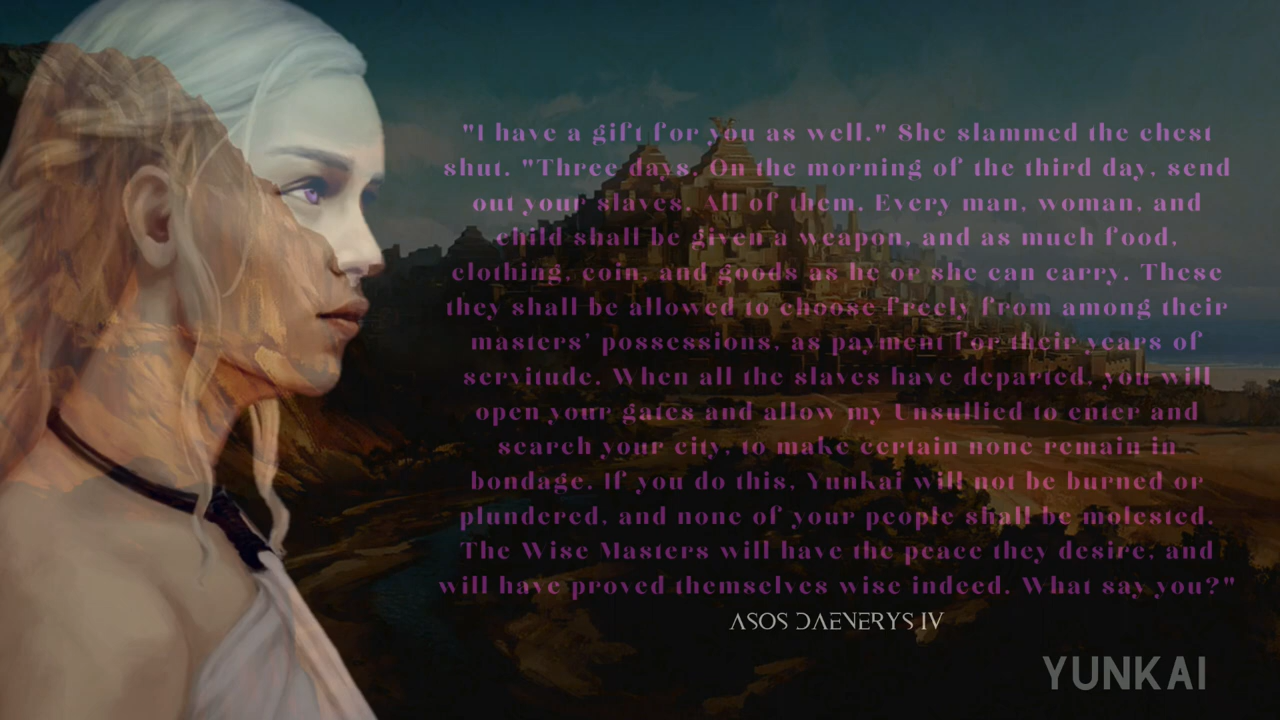 "I have a gift for you as well." She slammed the chest
shut. "Three days. On the morning of the third day, send
out your slaves. All of them. Every man, woman, and
child shall be given a weapon, and as much food,
clothing, coin, and goods as he or she can carry. These
they shall be allowed to choose freely from among their
masters' possessions, as payment for their years of
servitude. When all the slaves have departed, you will
open your gates and allow my Unsullied to enter and
search your city, to make certain none remain in
bondage. If you do this, Yunkai will not be burned or
plundered, and none of your people shall be molested.
The Wise Masters will have the peace they desire, and
will have proved themselves wise indeed. What say you?"
ASOS DAENERYS IV
YUNKAI